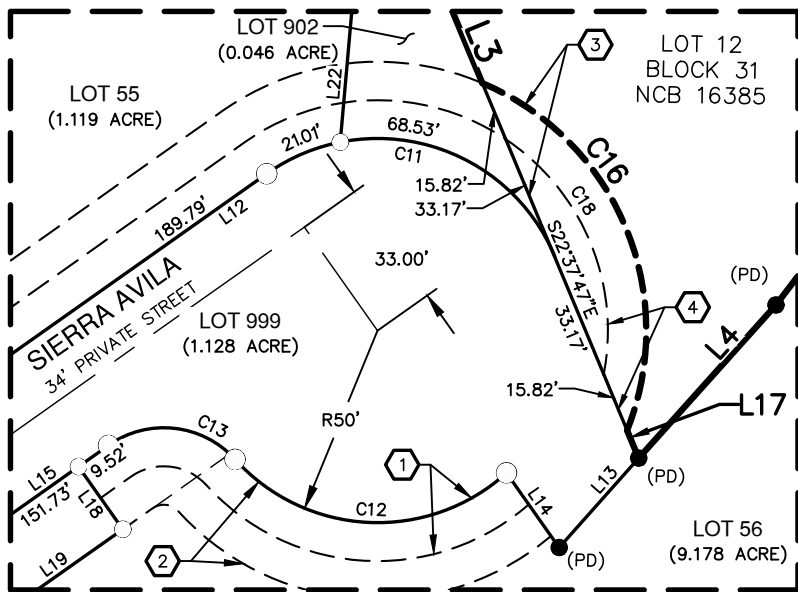 LOT 902
(0.046 ACRE)
L3
3
LOT 12
BLOCK 31
NCB 16385
LOT 55
(1.119 ACRE)
L22
21.01'
68.53'
C11
C16
15.82'
33.17'
C18
189.79'
L12
S22°37'47"E
33.17'
33.00'
(PD)
SIERRA AVILA
34' PRIVATE STREET
LOT 999
(1.128 ACRE)
4
L4
15.82'
L17
R50'
C13
L15
9.52'
151.73'
L18
1
C12
L14
L13
(PD)
L19
2
(PD)
LOT 56
(9.178 ACRE)